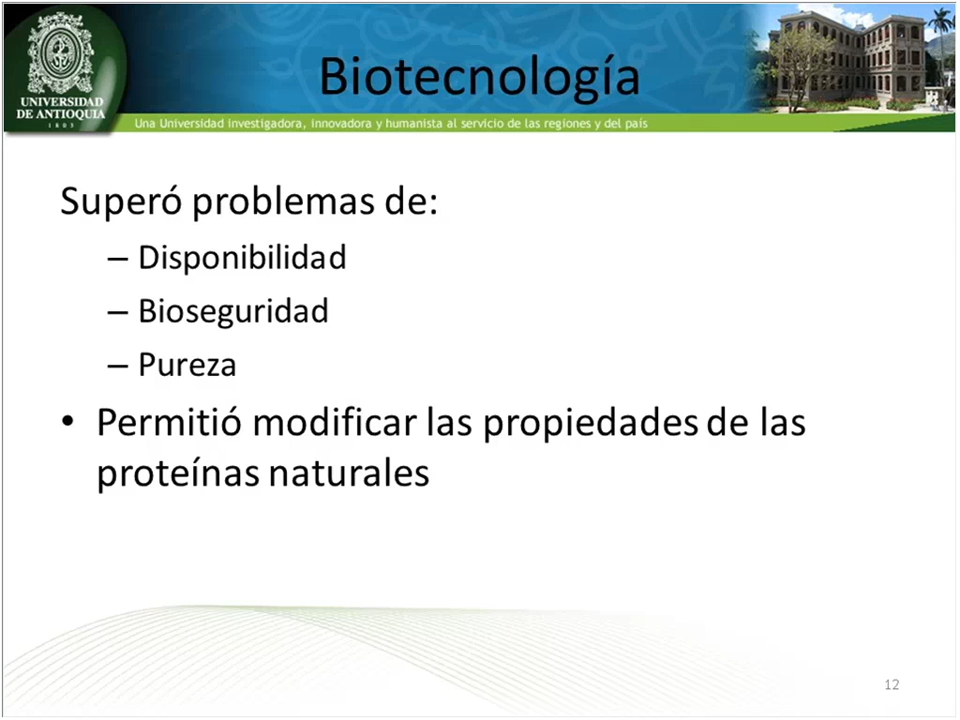 Biotecnología
UNIVERSIDAD
DE ANTIOQUIA
1803
Una Universidad investigadora, innovadora y humanista al servicio de las regiones y del país
Superó problemas de:
– Disponibilidad
– Bioseguridad
– Pureza
• Permitió modificar las propiedades de las
proteínas naturales
12